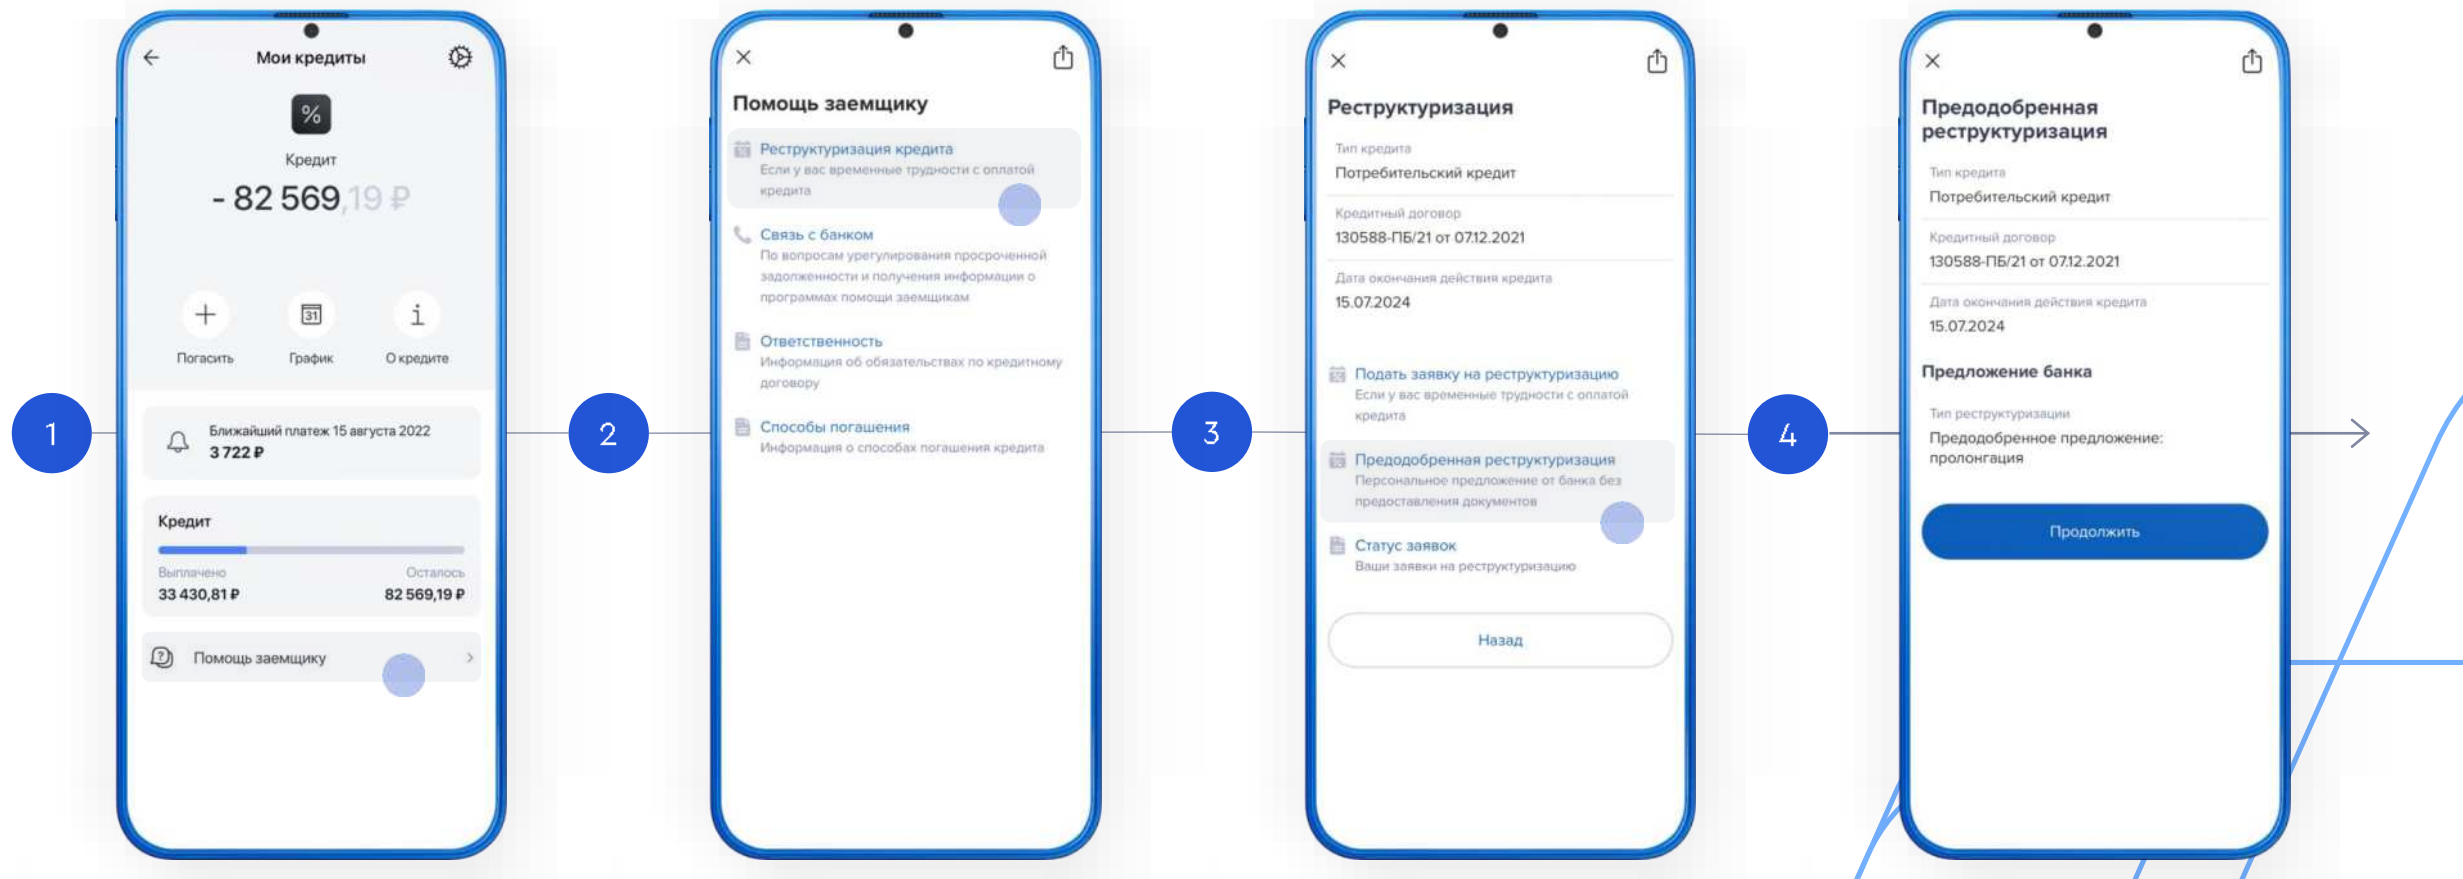 1
Мои кредиты
%
Кредит
- 82 569,19 ₽
31
i
Погасить
График
О кредите
Ближайший платеж 15 августа 2022
3 722 ₽
Кредит
Выплачено
Осталось
33 430,81 ₽
82 569,19 ₽
?
Помощь заемщику
2
Помощь заемщику
Реструктуризация кредита
Если у вас временные трудности с оплатой
кредита
Связь с банком
По вопросам урегулирования просроченной
задолженности и получения информации о
программах помощи заемщикам
Ответственность
Информация об обязательствах по кредитному
договору
Способы погашения
Информация о способах погашения кредита
3
Реструктуризация
Тип кредита
Потребительский кредит
Кредитный договор
130588-ПБ/21 от 07.12.2021
Дата окончания действия кредита
15.07.2024
Подать заявку на реструктуризацию
Если у вас временные трудности с оплатой
кредита
Предодобренная реструктуризация
Персональное предложение от банка без
предоставления документов
Статус заявок
Ваши заявки на реструктуризацию
Назад
4
Предодобренная
реструктуризация
Тип кредита
Потребительский кредит
Кредитный договор
130588-ПБ/21 от 07.12.2021
Дата окончания действия кредита
15.07.2024
Предложение банка
Тип реструктуризации
Предодобренное предложение:
пролонгация
Продолжить